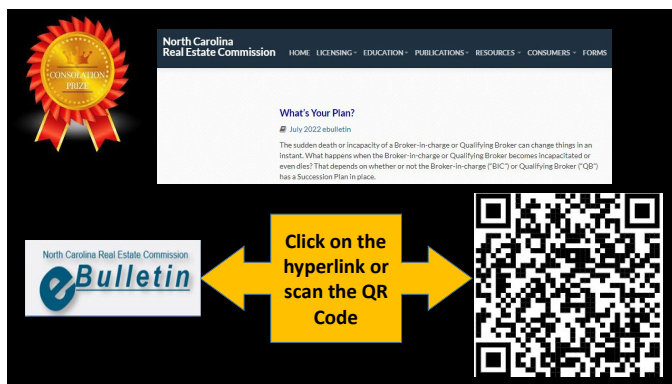 CONSOLATION
PRIZE
North Carolina
Real Estate Commission
HOME LICENSING EDUCATION PUBLICATIONS RESOURCES CONSUMERS FORMS
What's Your Plan?
July 2022 ebulletin
The sudden death or incapacity of a Broker-in-charge or Qualifying Broker can change things in an
instant. What happens when the Broker-in-charge or Qualifying Broker becomes incapacitated or
even dies? That depends on whether or not the Broker-in-charge ("BIC") or Qualifying Broker ("QB")
has a Succession Plan in place.
North Carolina Real Estate Commission
eBulletin
Click on the
hyperlink or
scan the QR
Code